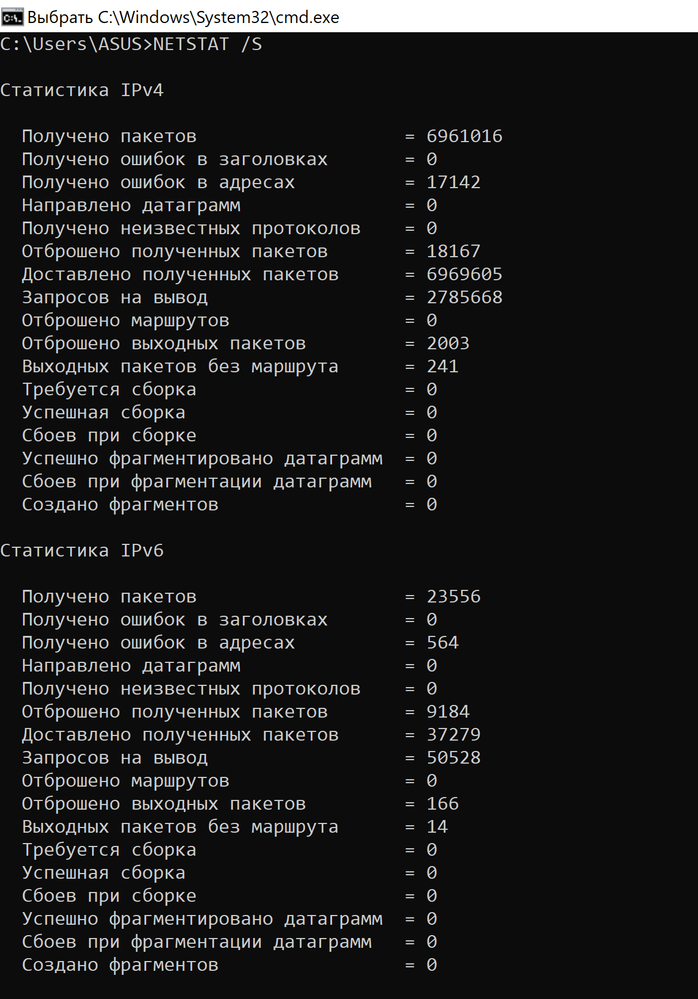 Выбрать C:\Windows\System32\cmd.exe
C:\Users\ASUS>NETSTAT /S
Статистика IPv4
Получено пакетов = 6961016
Получено ошибок в заголовках = 0
Получено ошибок в адресах = 17142
Направлено датаграмм = 0
Получено неизвестных протоколов = 0
Отброшено полученных пакетов = 18167
Доставлено полученных пакетов = 6969605
Запросов на вывод = 2785668
Отброшено маршрутов = 0
Отброшено выходных пакетов = 2003
Выходных пакетов без маршрута = 241
Требуется сборка = 0
Успешная сборка = 0
Сбоев при сборке = 0
Успешно фрагментировано датаграмм = 0
Сбоев при фрагментации датаграмм = 0
Создано фрагментов = 0
Статистика IPv6
Получено пакетов = 23556
Получено ошибок в заголовках = 0
Получено ошибок в адресах = 564
Направлено датаграмм = 0
Получено неизвестных протоколов = 0
Отброшено полученных пакетов = 9184
Доставлено полученных пакетов = 37279
Запросов на вывод = 50528
Отброшено маршрутов = 0
Отброшено выходных пакетов = 166
Выходных пакетов без маршрута = 14
Требуется сборка = 0
Успешная сборка = 0
Сбоев при сборке = 0
Успешно фрагментировано датаграмм = 0
Сбоев при фрагментации датаграмм = 0
Создано фрагментов = 0